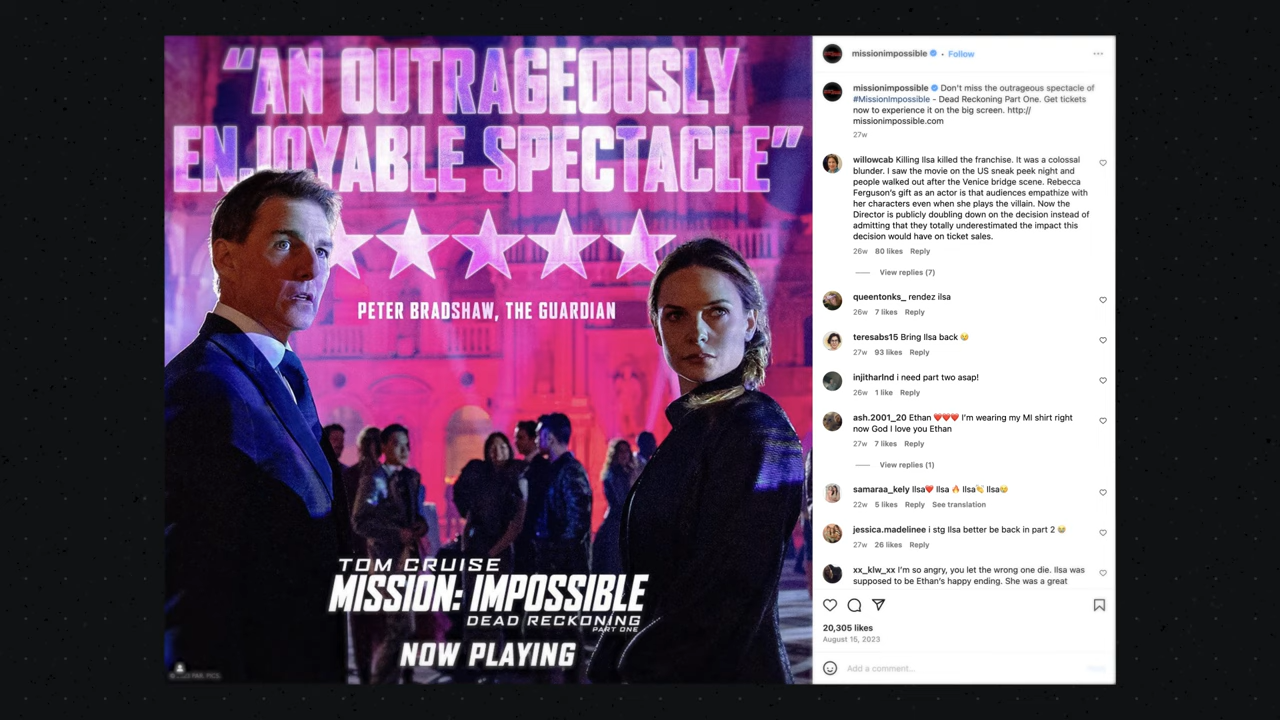 “AN OUTRAGEOUSLY
ENJOYABLE SPECTACLE”
PETER BRADSHAW, THE GUARDIAN
TOM CRUISE
MISSION: IMPOSSIBLE
DEAD RECKONING
PART ONE
NOW PLAYING
missionimpossible • Follow
missionimpossible Don't miss the outrageous spectacle of
#MissionImpossible - Dead Reckoning Part One. Get tickets
now to experience it on the big screen. http://
missionimpossible.com
27w
willowcab Killing Ilsa killed the franchise. It was a colossal
blunder. I saw the movie on the US sneak peek night and
people walked out after the Venice bridge scene. Rebecca
Ferguson's gift as an actor is that audiences empathize with
her characters even when she plays the villain. Now the
Director is publicly doubling down on the decision instead of
admitting that they totally underestimated the impact this
decision would have on ticket sales.
26w 80 likes Reply
View replies (7)
queentonks_ rendez ilsa
26w 7 likes Reply
teresabs15 Bring Ilsa back 🥹
27w 93 likes Reply
injitharlnd i need part two asap!
26w 1 like Reply
ash.2001_20 Ethan ❤️❤️❤️ I'm wearing my MI shirt right
now God I love you Ethan
27w 7 likes Reply
View replies (1)
samaraa_kely Ilsa❤️ Ilsa 🔥 Ilsa👏 Ilsa🥹
22w 5 likes Reply See translation
jessica.madelinee i stg Ilsa better be back in part 2 😭
27w 26 likes Reply
xx_klw_xx I'm so angry, you let the wrong one die. Ilsa was
supposed to be Ethan's happy ending. She was a great
20,305 likes
August 15, 2023
Add a comment...